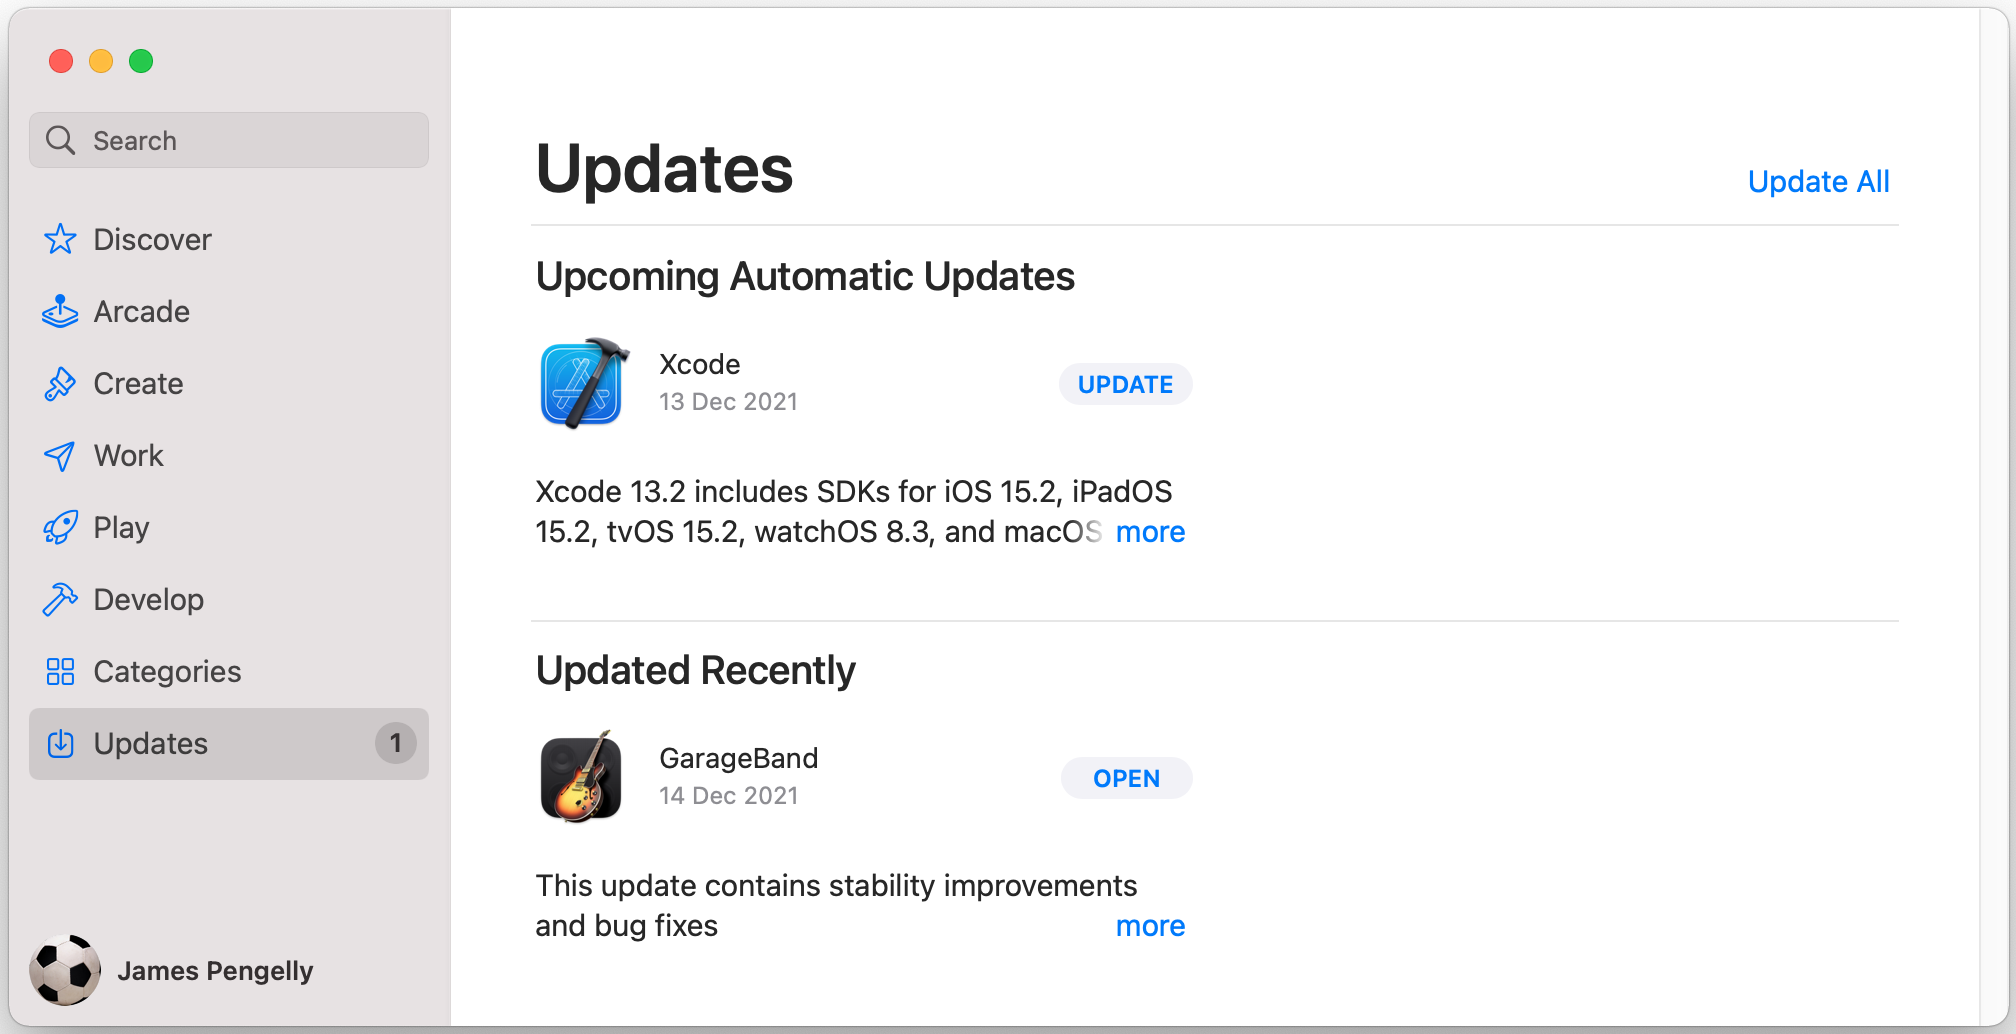 Search
Discover
Arcade
Create
Work
Play
Develop
Categories
Updates 1
James Pengelly
Updates
Update All
Upcoming Automatic Updates
Xcode
13 Dec 2021
UPDATE
Xcode 13.2 includes SDKs for iOS 15.2, iPadOS
15.2, tvOS 15.2, watchOS 8.3, and macOS more
Updated Recently
GarageBand
14 Dec 2021
OPEN
This update contains stability improvements
and bug fixes more